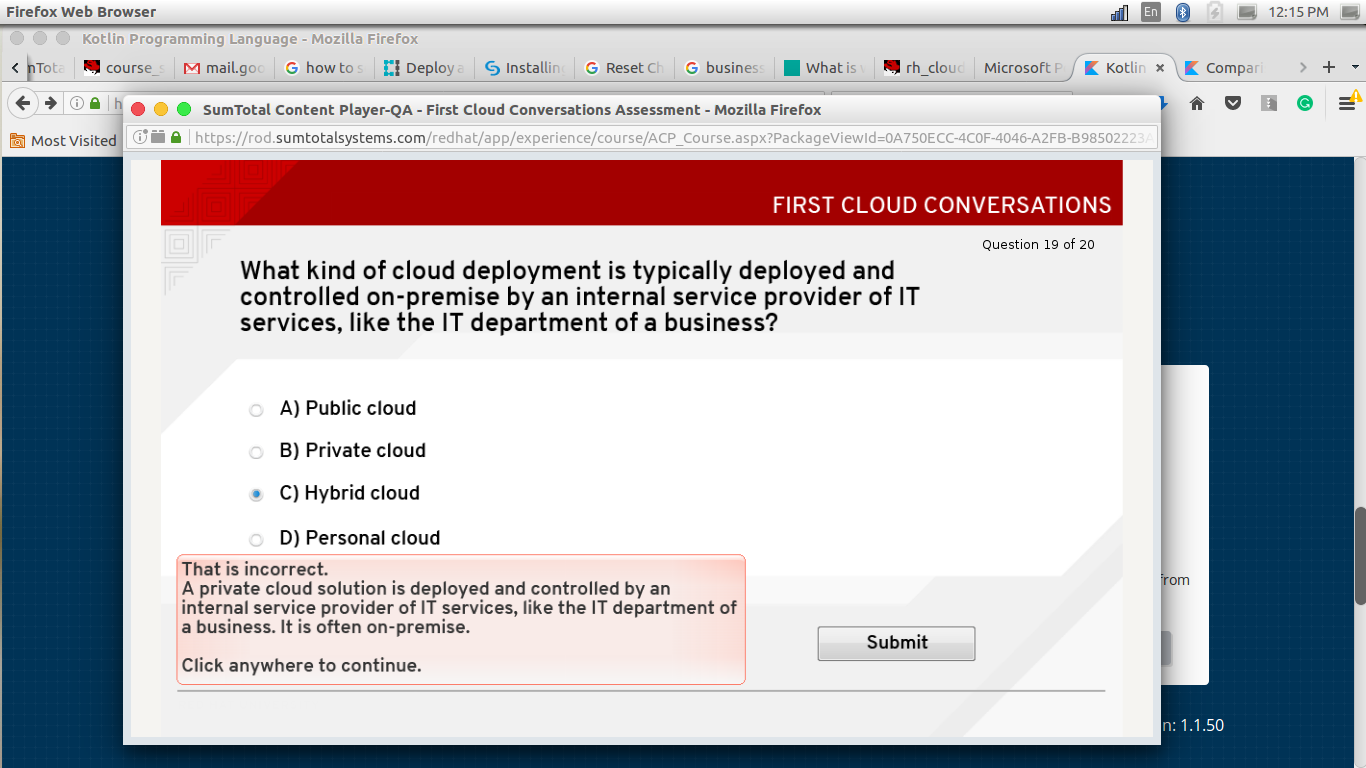 Firefox Web Browser
En
12:15 PM
Kotlin Programming Language - Mozilla Firefox
nTota
course_s
mail.goo
how to s
Deploy a
Installin
Reset Ch
business
What is
rh_cloud
Microsoft P
Kotlin
Compari
Most Visited
SumTotal Content Player-QA - First Cloud Conversations Assessment - Mozilla Firefox
https://rod.sumtotalsystems.com/redhat/app/experience/course/ACP_Course.aspx?PackageViewId=0A750ECC-4C0F-4046-A2FB-B98502223A
FIRST CLOUD CONVERSATIONS
Question 19 of 20
What kind of cloud deployment is typically deployed and
controlled on-premise by an internal service provider of IT
services, like the IT department of a business?
A) Public cloud
B) Private cloud
C) Hybrid cloud
D) Personal cloud
That is incorrect.
A private cloud solution is deployed and controlled by an
internal service provider of IT services, like the IT department of
a business. It is often on-premise.
Click anywhere to continue.
Submit
from
n: 1.1.50